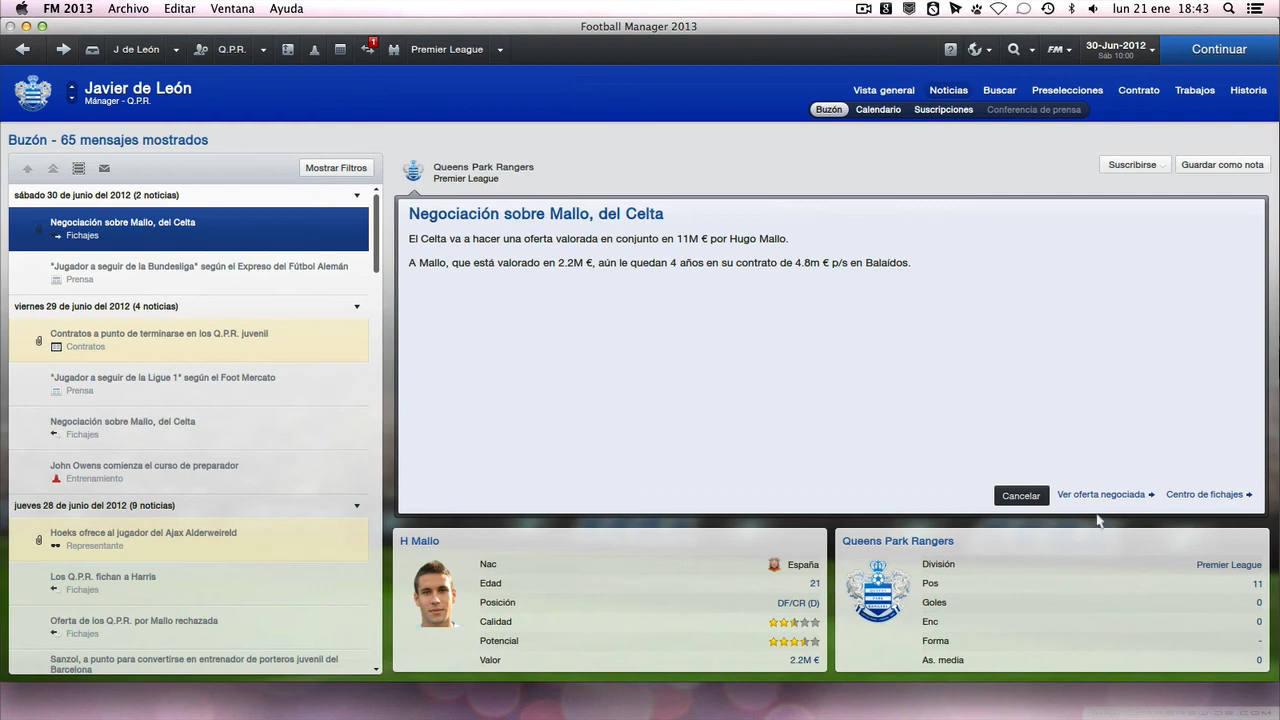 FM 2013 Archivo Editar Ventana Ayuda
lun 21 ene 18:43
Football Manager 2013
J de León Q.P.R. 1 Premier League
FM 30-Jun-2012 Continuar
Sáb 10:00
Javier de León
Mánager - Q.P.R.
Vista general Noticias Buscar Preselecciones Contrato Trabajos Historia
Buzón Calendario Suscripciones Conferencia de prensa
Buzón - 65 mensajes mostrados
Mostrar Filtros
sábado 30 de junio del 2012 (2 noticias)
Negociación sobre Mallo, del Celta
Fichajes
"Jugador a seguir de la Bundesliga" según el Expreso del Fútbol Alemán
Prensa
viernes 29 de junio del 2012 (4 noticias)
Contratos a punto de terminarse en los Q.P.R. juvenil
Contratos
"Jugador a seguir de la Ligue 1" según el Foot Mercato
Prensa
Negociación sobre Mallo, del Celta
Fichajes
John Owens comienza el curso de preparador
Entrenamiento
jueves 28 de junio del 2012 (9 noticias)
Hoeks ofrece al jugador del Ajax Alderweireld
Representante
Los Q.P.R. fichan a Harris
Fichajes
Oferta de los Q.P.R. por Mallo rechazada
Fichajes
Sanzol, a punto para convertirse en entrenador de porteros juvenil del
Barcelona
Queens Park Rangers
Premier League
Suscribirse
Guardar como nota
Negociación sobre Mallo, del Celta
El Celta va a hacer una oferta valorada en conjunto en 11M € por Hugo Mallo.
A Mallo, que está valorado en 2.2M €, aún le quedan 4 años en su contrato de 4.8m € p/s en Balaídos.
Cancelar Ver oferta negociada Centro de fichajes
H Mallo
Nac España
Edad 21
Posición DF/CR (D)
Calidad
Potencial
Valor 2.2M €
Queens Park Rangers
División Premier League
Pos 11
Goles 0
Enc 0
Forma -
As. media 0